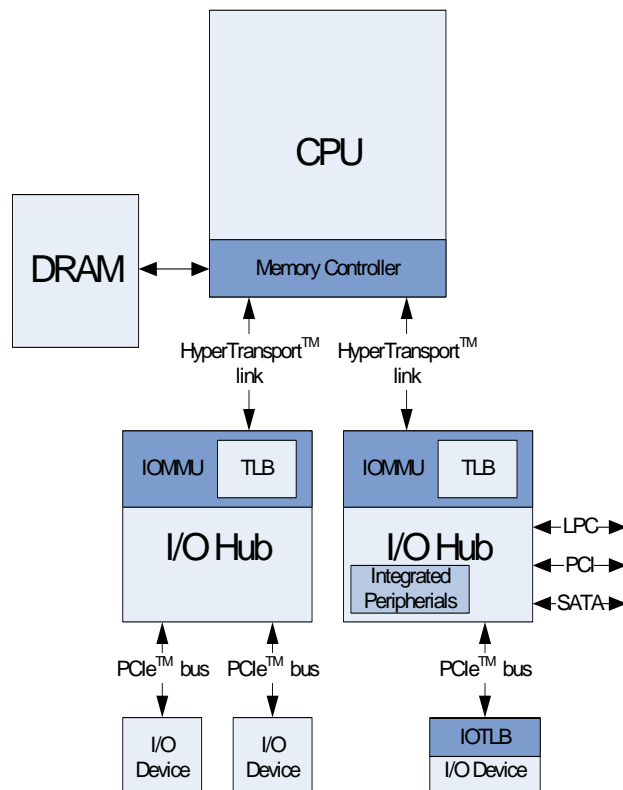 CPU
DRAM
Memory Controller
HyperTransport™
link
HyperTransport™
link
IOMMU
TLB
I/O Hub
IOMMU
TLB
I/O Hub
Integrated
Peripherials
LPC
PCI
SATA
PCIe™ bus
PCIe™ bus
PCIe™ bus
I/O
Device
I/O
Device
IOTLB
I/O Device